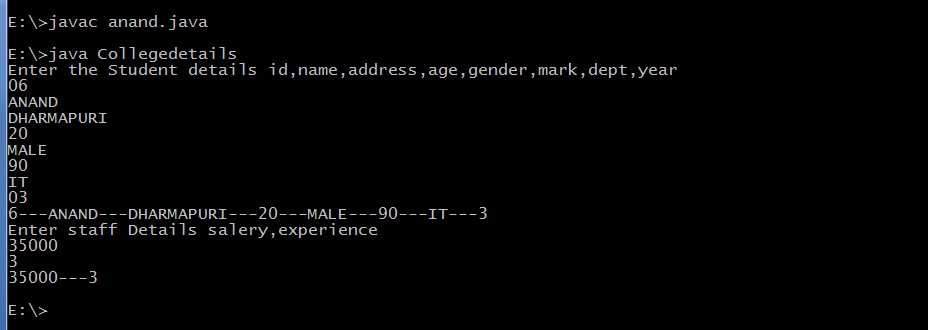 E:\>javac anand.java
E:\>java Collegedetails
Enter the Student details id,name,address,age,gender,mark,dept,year
06
ANAND
DHARMAPURI
20
MALE
90
IT
03
6---ANAND---DHARMAPURI---20---MALE---90---IT---3
Enter staff Details salery,experience
35000
3
35000---3
E:\>